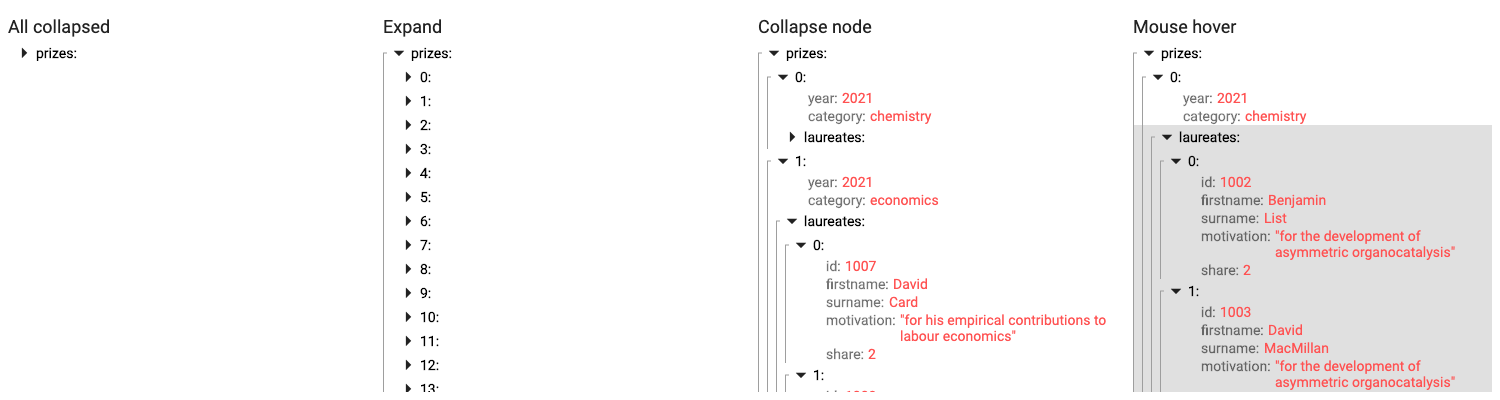 All collapsed
prizes:
Expand
prizes:
0:
1:
2:
3:
4:
5:
6:
7:
8:
9:
10:
11:
12:
13:
Collapse node
prizes:
0:
year: 2021
category: chemistry
laureates:
1:
year: 2021
category: economics
laureates:
0:
id: 1007
firstname: David
surname: Card
motivation: "for his empirical contributions to
labour economics"
share: 2
1:
Mouse hover
prizes:
0:
year: 2021
category: chemistry
laureates:
0:
id: 1002
firstname: Benjamin
surname: List
motivation: "for the development of
asymmetric organocatalysis"
share: 2
1:
id: 1003
firstname: David
surname: MacMillan
motivation: "for the development of
asymmetric organocatalysis"